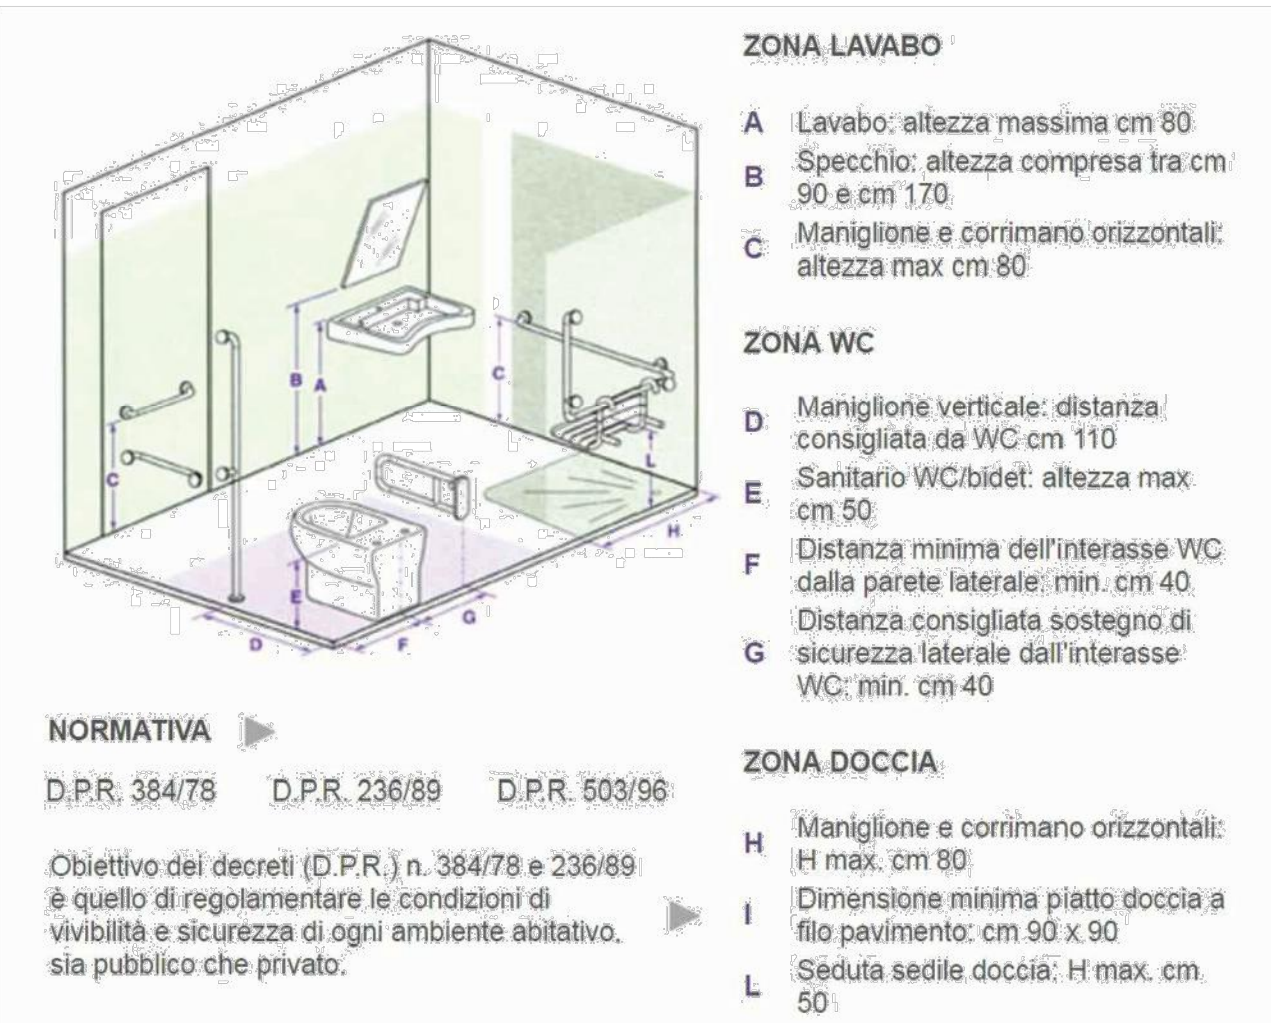 ZONA LAVABO
A Lavabo: altezza massima cm 80
B Specchio: altezza compresa tra cm
90 e cm 170
C Maniglione e corrimano orizzontali:
altezza max cm 80
ZONA WC
D Maniglione verticale: distanza
consigliata da WC cm 110
E Sanitario WC/bidet: altezza max
cm 50
F Distanza minima dell'interasse WC
dalla parete laterale: min. cm 40
G Distanza consigliata sostegno di
sicurezza laterale dall'interasse
WC: min. cm 40
ZONA DOCCIA
H Maniglione e corrimano orizzontali:
H max. cm 80
I Dimensione minima piatto doccia a
filo pavimento: cm 90 x 90
L Seduta sedile doccia: H max. cm
50
B A
C
C
L
H
E
G
D
F
NORMATIVA
D.P.R. 384/78 D.P.R. 236/89 D.P.R. 503/96
Obiettivo dei decreti (D.P.R.) n. 384/78 e 236/89
è quello di regolamentare le condizioni di
vivibilità e sicurezza di ogni ambiente abitativo,
sia pubblico che privato.